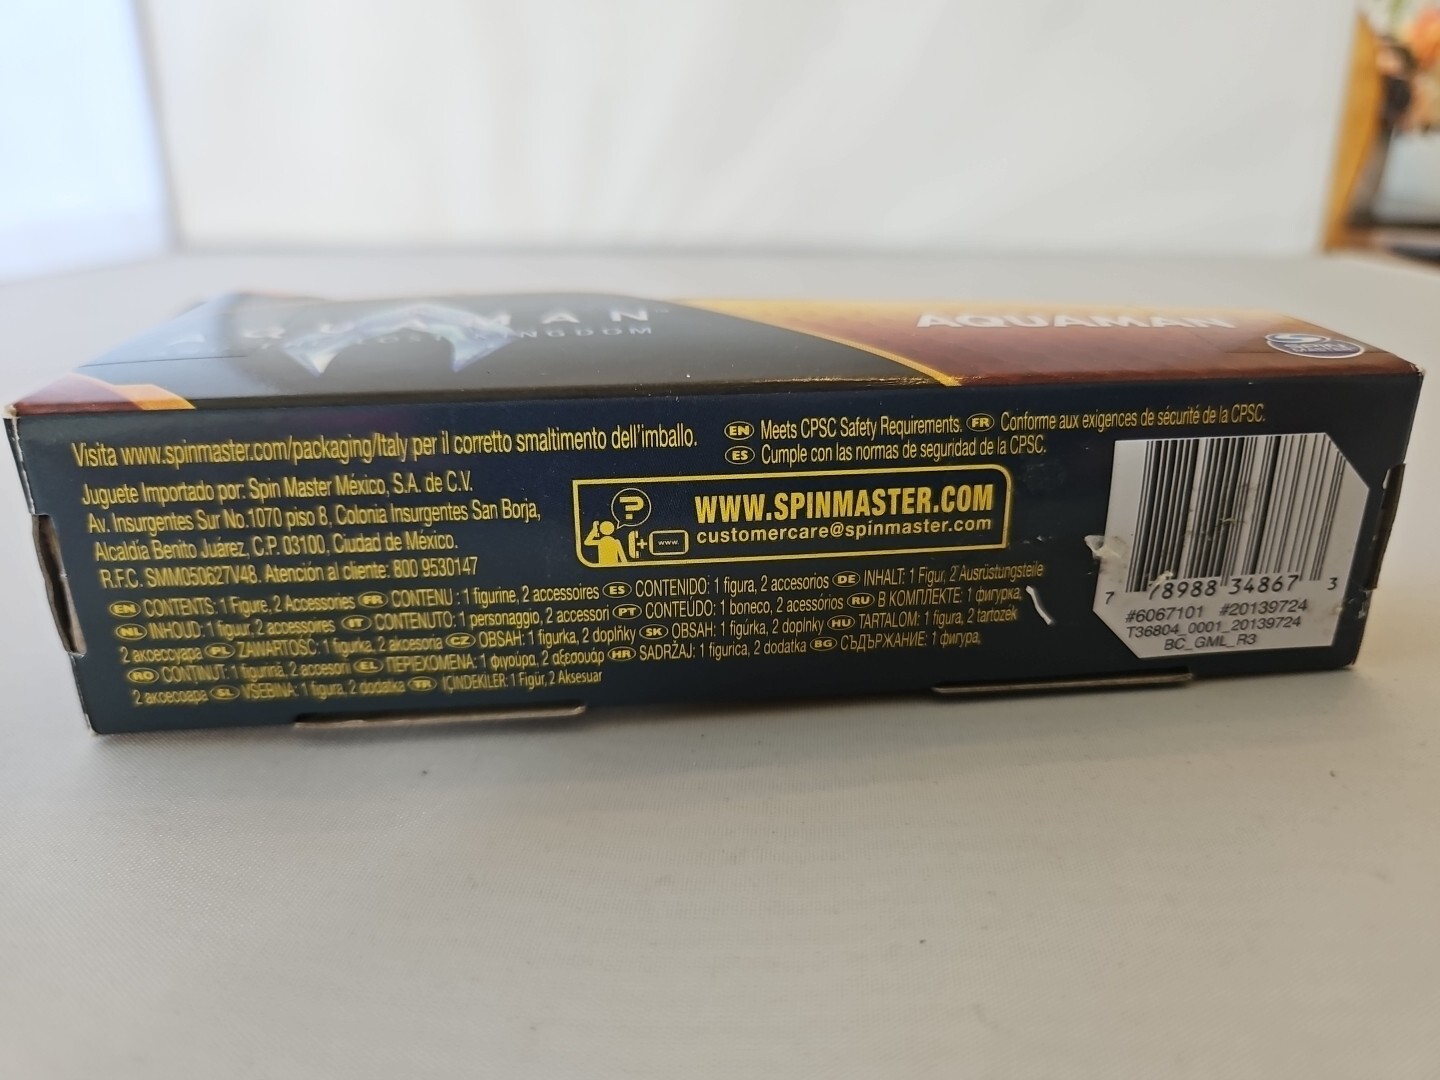 AQUAMAN
KINGDOM
AQUAMAN
Visita www.spinmaster.com/packaging/Italy per il corretto smaltimento dell'imballo.
Juguete Importado por: Spin Master México, S.A. de C.V.
Av. Insurgentes Sur No.1070 piso 8, Colonia Insurgentes San Borja,
Alcaldía Benito Juárez, C.P. 03100, Ciudad de México.
R.F.C. SMM050627V48. Atención al cliente: 800 9530147
EN Meets CPSC Safety Requirements. FR Conforme aux exigences de sécurité de la CPSC.
ES Cumple con las normas de seguridad de la CPSC.
?
www.
WWW.SPINMASTER.COM
customercare@spinmaster.com
EN CONTENTS: 1 Figure, 2 Accessories FR CONTENU : 1 figurine, 2 accessoires ES CONTENIDO: 1 figura, 2 accesorios DE INHALT: 1 Figur, 2 Ausrüstungsteile
NL INHOUD: 1 figuur, 2 accessoires IT CONTENUTO: 1 personaggio, 2 accessori PT CONTEÚDO: 1 boneco, 2 acessórios RU В КОМПЛЕКТЕ: 1 фигурка,
2 аксессуара PL ZAWARTOŚĆ: 1 figurka, 2 akcesoria CZ OBSAH: 1 figurka, 2 doplňky SK OBSAH: 1 figúrka, 2 doplnky HU TARTALOM: 1 figura, 2 tartozék
RO CONȚINUT: 1 figurină, 2 accesorii EL ΠΕΡΙΕΧΟΜΕΝΑ: 1 φιγούρα, 2 αξεσουάρ HR SADRŽAJ: 1 figurica, 2 dodatka BG СЪДЪРЖАНИЕ: 1 фигура,
2 аксесоара SL VSEBINA: 1 figura, 2 dodatka TR İÇİNDEKİLER: 1 Figür, 2 Aksesuar
7 78988 34867 3
#6067101 #20139724
T36804_0001_20139724
BC_GML_R3